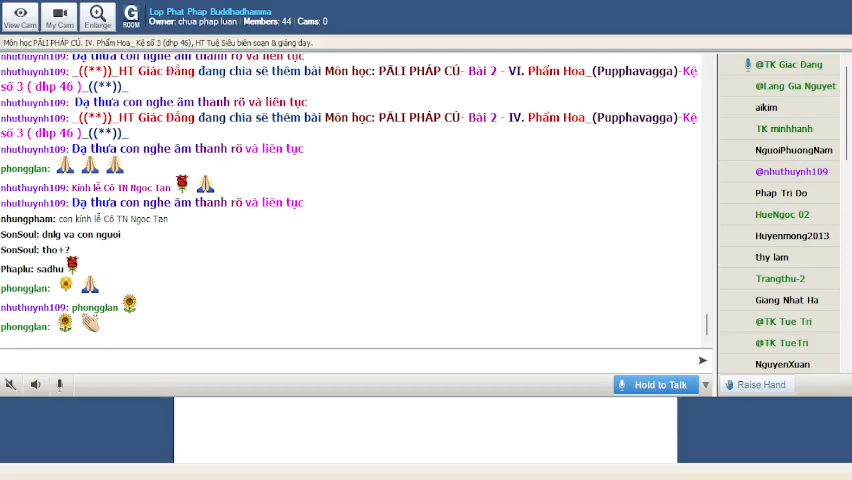 Lop Phat Phap Buddhadhamma
Owner: chua phap luan | Members: 44 | Cams: 0
View Cam
My Cam
Enlarge
G
ROOM
Môn học PÃLI PHÁP CÚ. IV. Phẩm Hoa_ Kệ số 3 (dhp 46), HT Tuệ Siêu biên soạn & giảng dạy.
nhuthuynh109: Dạ thưa con nghe âm thanh rõ và liên tục
nhuthuynh109: _((**))_HT Giác Đẳng đang chia sẽ thêm bài Môn học: PÃLI PHÁP CÚ- Bài 2 - VI. Phẩm Hoa_(Pupphavagga)-Kệ
số 3 ( dhp 46 )_((**))_
nhuthuynh109: Dạ thưa con nghe âm thanh rõ và liên tục
nhuthuynh109: _((**))_HT Giác Đẳng đang chia sẽ thêm bài Môn học: PÃLI PHÁP CÚ- Bài 2 - IV. Phẩm Hoa_(Pupphavagga)-Kệ
số 3 ( dhp 46 )_((**))_
nhuthuynh109: Dạ thưa con nghe âm thanh rõ và liên tục
phongglan:
nhuthuynh109: Kính lễ Cô TN Ngọc Tan
nhuthuynh109: Dạ thưa con nghe âm thanh rõ và liên tục
nhungpham: con kính lễ Cô TN Ngoc Tan
SonSoul: dnlg va con nguoi
SonSoul: tho+?
Phaplu: sadhu
phongglan:
nhuthuynh109: phongglan
phongglan:
Hold to Talk
@TK Giac Dang
@Lang Gia Nguyet
aikim
TK minhhanh
NguoiPhuongNam
@nhuthuynh109
Phap Tri Do
HueNgoc 02
Huyenmong2013
thy lam
Trangthu-2
Giang Nhat Ha
@TK Tue Tri
@TK TueTri
NguyenXuan
Raise Hand